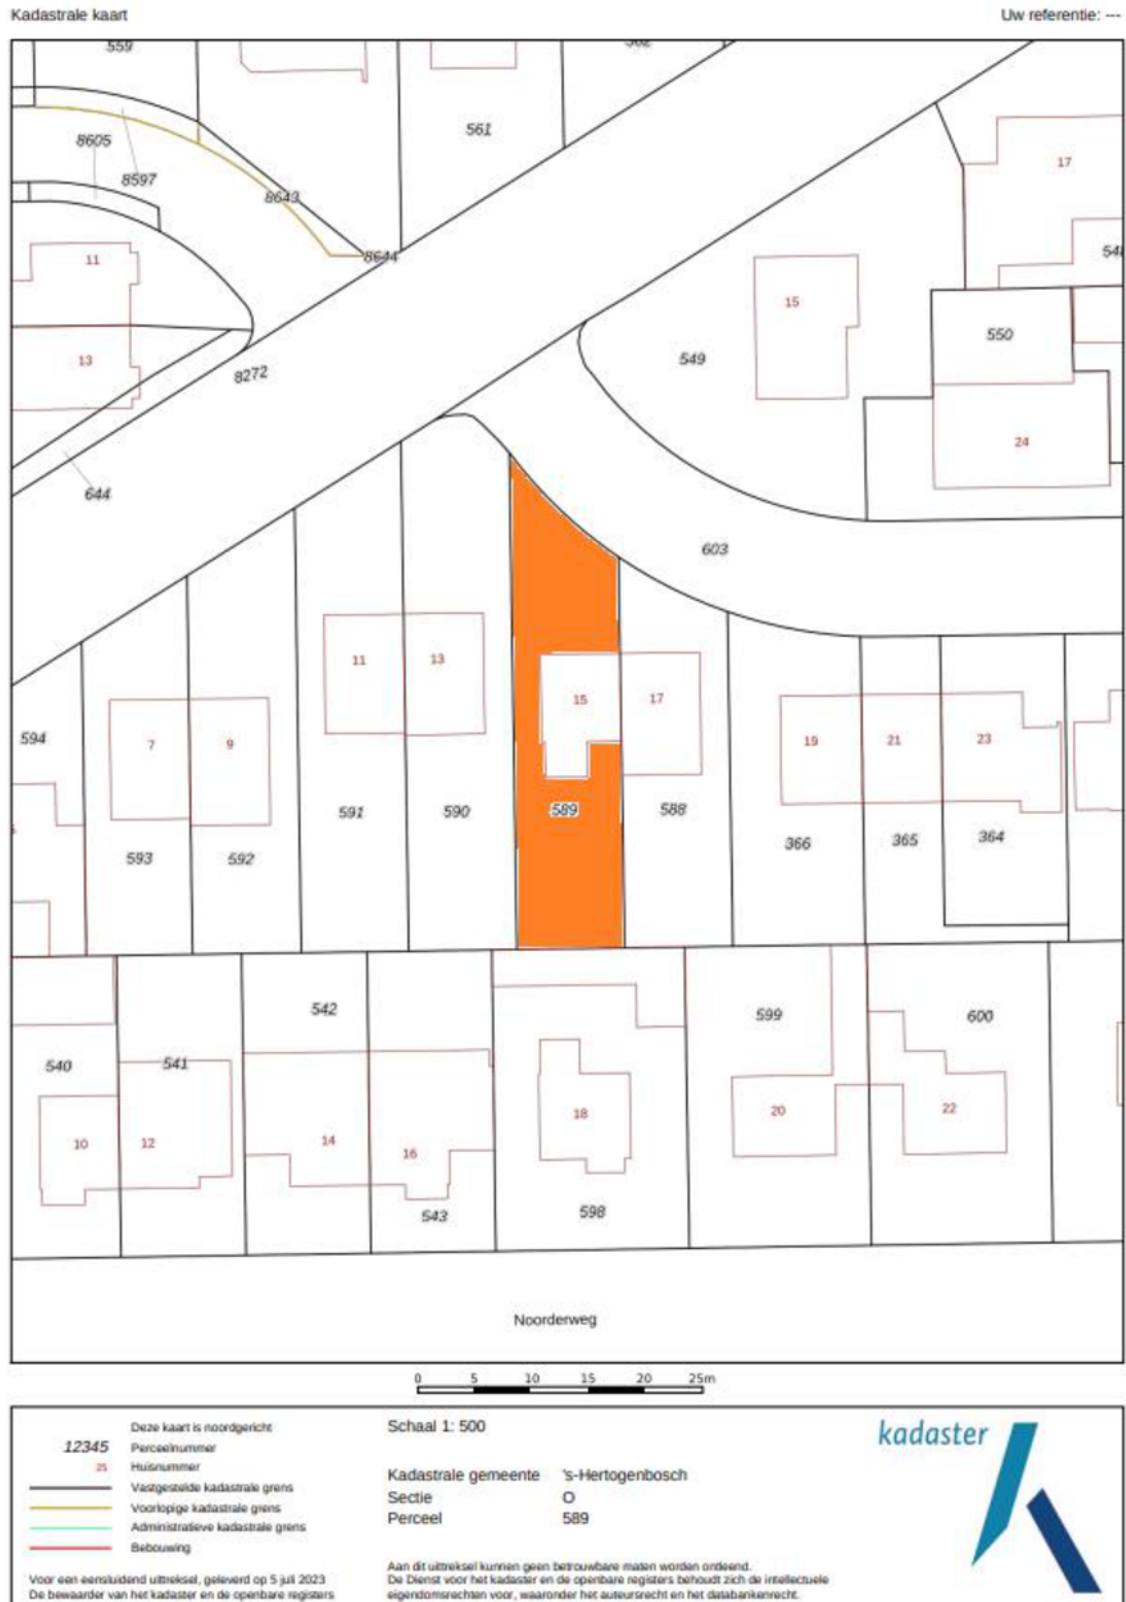 Kadastrale kaart
Uw referentie: ---
559
561
8605
8597
8643
8644
11
13
8272
644
17
15
549
550
24
603
594
7
9
11
13
15
17
19
21
23
593
592
591
590
589
588
366
365
364
540
541
542
599
600
10
12
14
16
18
20
22
543
598
Noorderweg
0 5 10 15 20 25m
Deze kaart is noordgericht
12345 Perceelnummer
25 Huisnummer
Vastgestelde kadastrale grens
Voorlopige kadastrale grens
Administratieve kadastrale grens
Bebouwing
Voor een eensluidend uittreksel, geleverd op 5 juli 2023
De bewaarder van het kadaster en de openbare registers
Schaal 1: 500
Kadastrale gemeente 's-Hertogenbosch
Sectie O
Perceel 589
Aan dit uittreksel kunnen geen betrouwbare maten worden ontleend.
De Dienst voor het kadaster en de openbare registers behoudt zich de intellectuele
eigendomsrechten voor, waaronder het auteursrecht en het databankenrecht.
kadaster